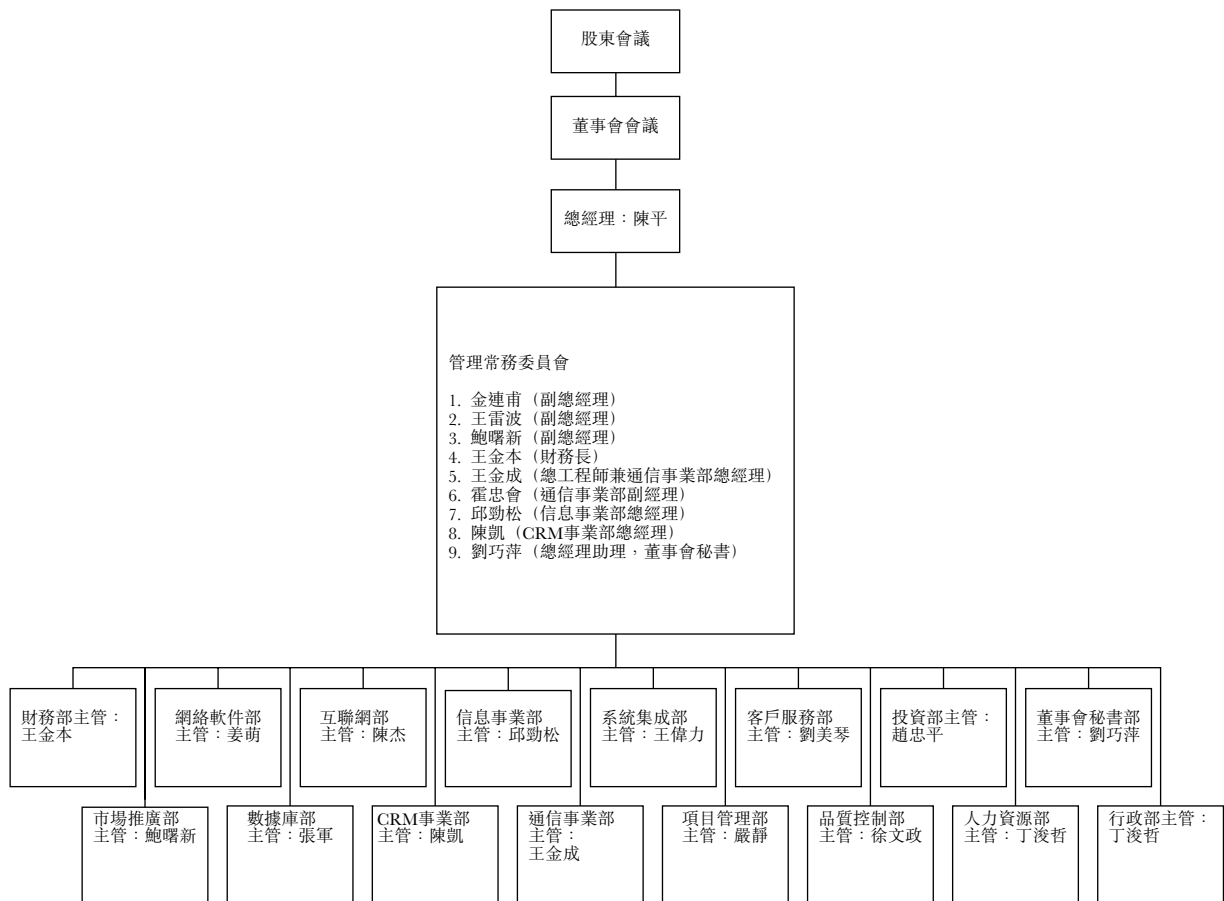 股東會議
董事會會議
總經理：陳平
管理常務委員會
1. 金連甫（副總經理）
2. 王雷波（副總經理）
3. 鮑曙新（副總經理）
4. 王金本（財務長）
5. 王金成（總工程師兼通信事業部總經理）
6. 霍忠會（通信事業部副經理）
7. 邱勁松（信息事業部總經理）
8. 陳凱（CRM事業部總經理）
9. 劉巧萍（總經理助理，董事會秘書）
財務部主管：
王金本
網絡軟件部
主管：姜萌
互聯網部
主管：陳杰
信息事業部
主管：邱勁松
系統集成部
主管：王偉力
客戶服務部
主管：劉美琴
投資部主管：
趙忠平
董事會秘書部
主管：劉巧萍
市場推廣部
主管：鮑曙新
數據庫部
主管：張軍
CRM事業部
主管：陳凱
通信事業部
主管：
王金成
項目管理部
主管：嚴靜
品質控制部
主管：徐文政
人力資源部
主管：丁浚哲
行政部主管：
丁浚哲